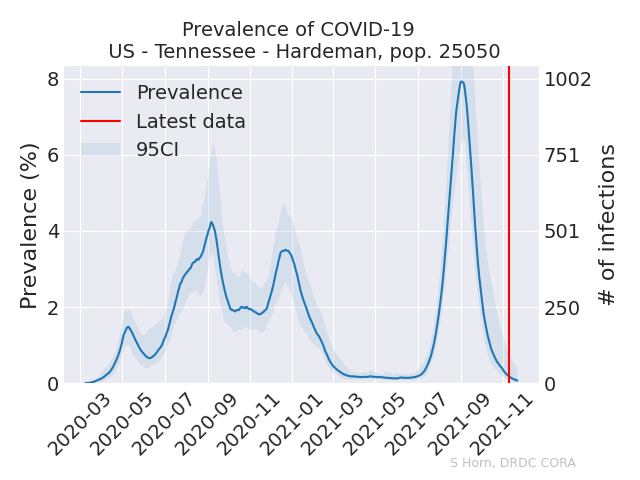 Prevalence of COVID-19
US - Tennessee - Hardeman, pop. 25050
Prevalence
Latest data
95CI
Prevalence (%)
8
6
4
2
0
# of infections
1002
751
501
250
0
2020-03
2020-05
2020-07
2020-09
2020-11
2021-01
2021-03
2021-05
2021-07
2021-09
2021-11
S Horn, DRDC CORA